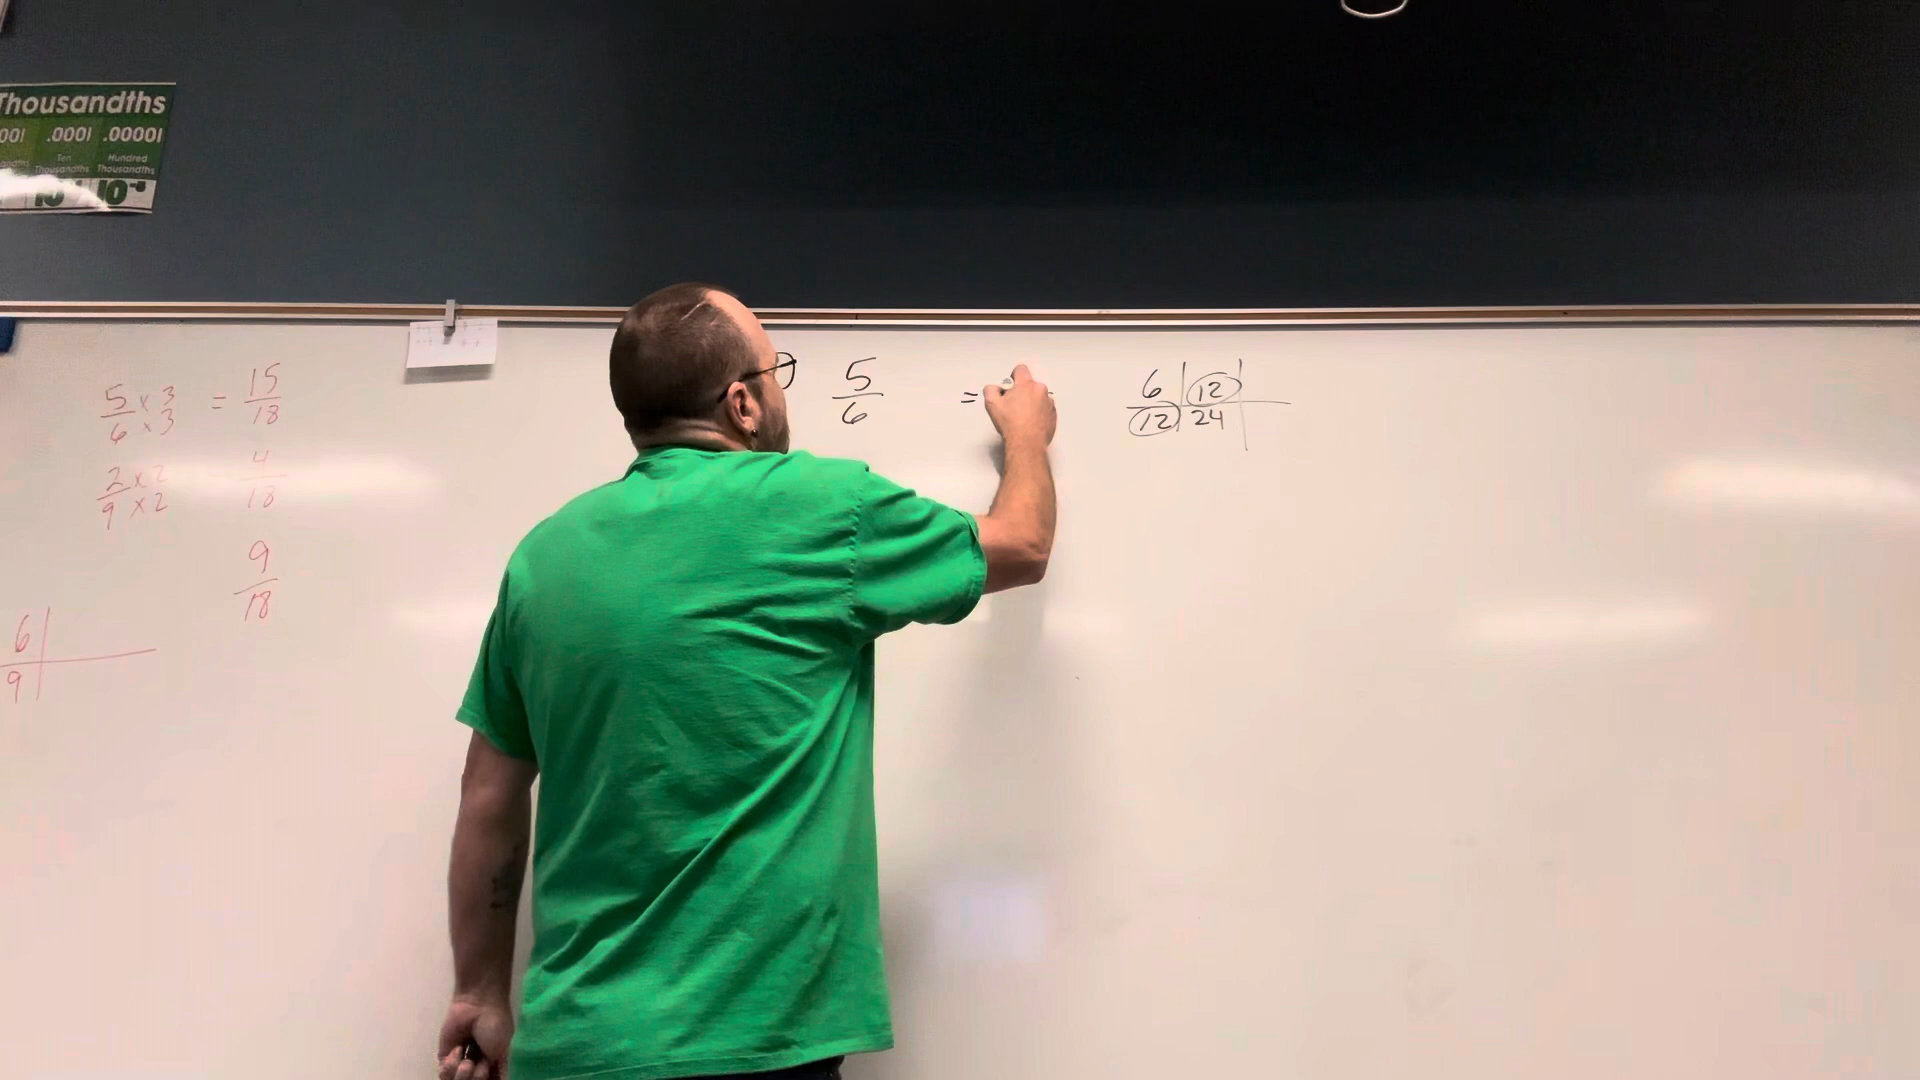 Thousandths
.0001 .00001
Ten Hundred
Thousandths Thousandths
5 x 3 = 15
6 x 3 18
2 x 2 4
9 x 2 18
9
18
6
9
5 =
6
6 12
12 24